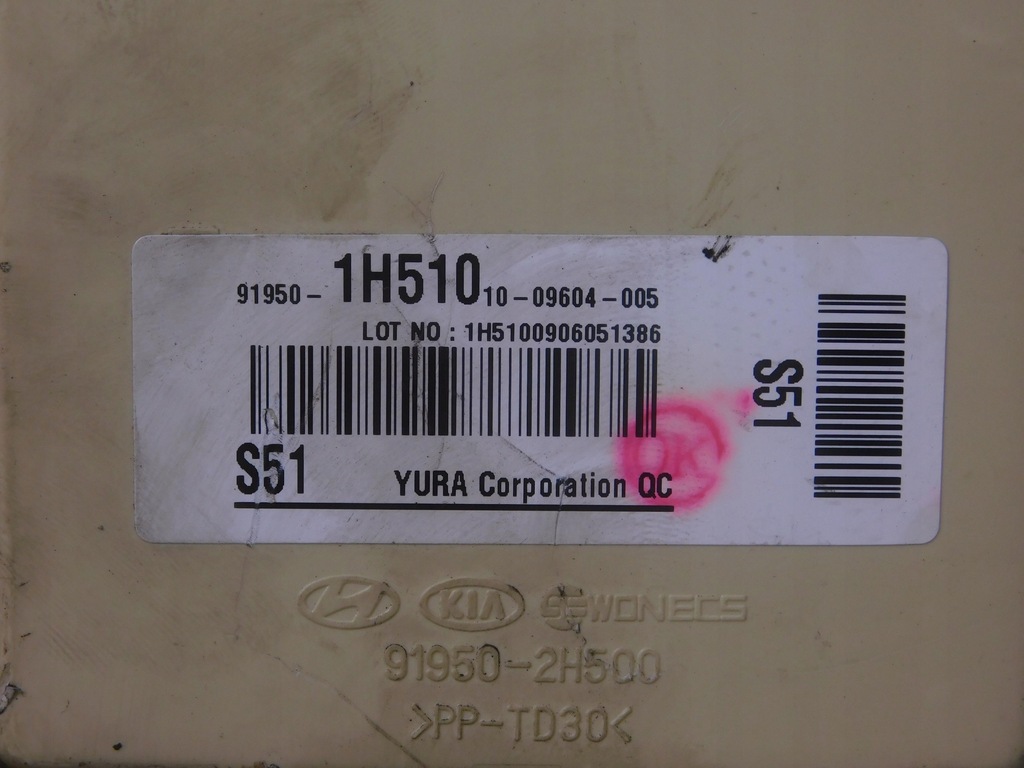 91950-1H510 10-09604-005
LOT NO : 1H5100906051386
S51
YURA Corporation QC
OK
S51
KIA SEWONECS
91950-2H500
>PP-TD30<